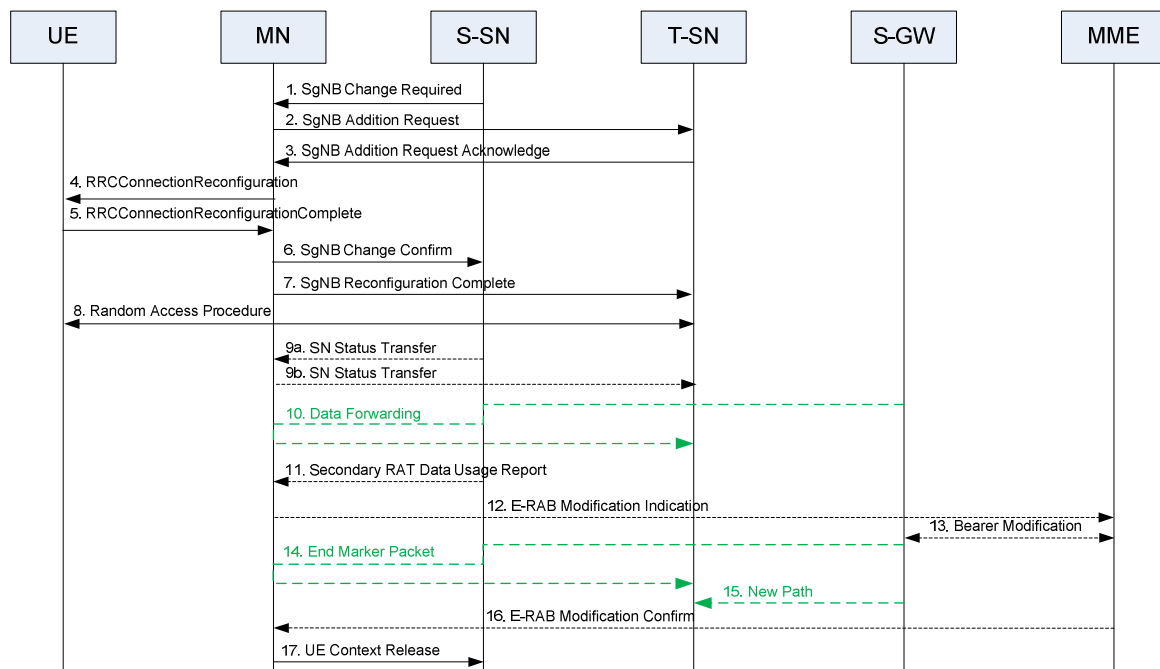 UE
MN
S-SN
T-SN
S-GW
MME
1. SgNB Change Required
2. SgNB Addition Request
3. SgNB Addition Request Acknowledge
4. RRCConnectionReconfiguration
5. RRCConnectionReconfigurationComplete
6. SgNB Change Confirm
7. SgNB Reconfiguration Complete
8. Random Access Procedure
9a. SN Status Transfer
9b. SN Status Transfer
10. Data Forwarding
11. Secondary RAT Data Usage Report
12. E-RAB Modification Indication
13. Bearer Modification
14. End Marker Packet
15. New Path
16. E-RAB Modification Confirm
17. UE Context Release